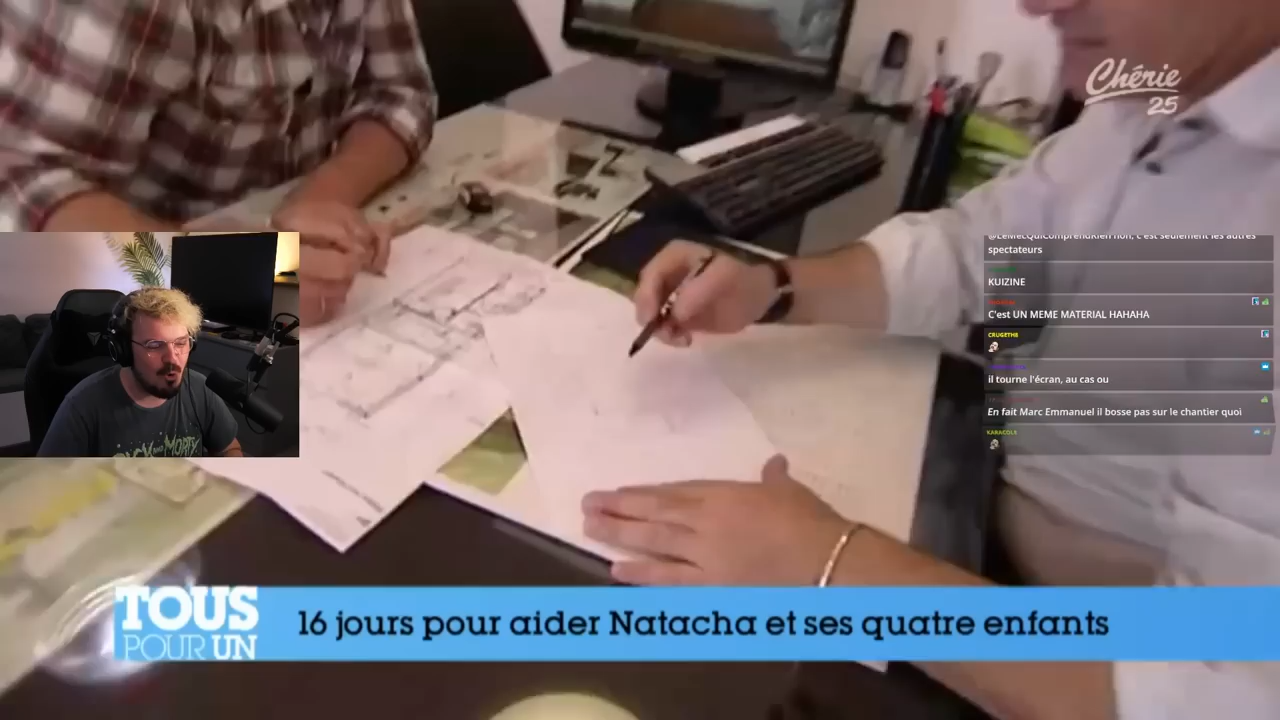 Chérie
25
@LeMecQuiComprendRien non, c'est seulement les autres
spectateurs
KUIZINE
C'est UN MEME MATERIAL HAHAHA
CRUGETH8
il tourne l'écran, au cas ou
En fait Marc Emmanuel il bosse pas sur le chantier quoi
RICK AND MORTY
TOUS
POUR UN
16 jours pour aider Natacha et ses quatre enfants